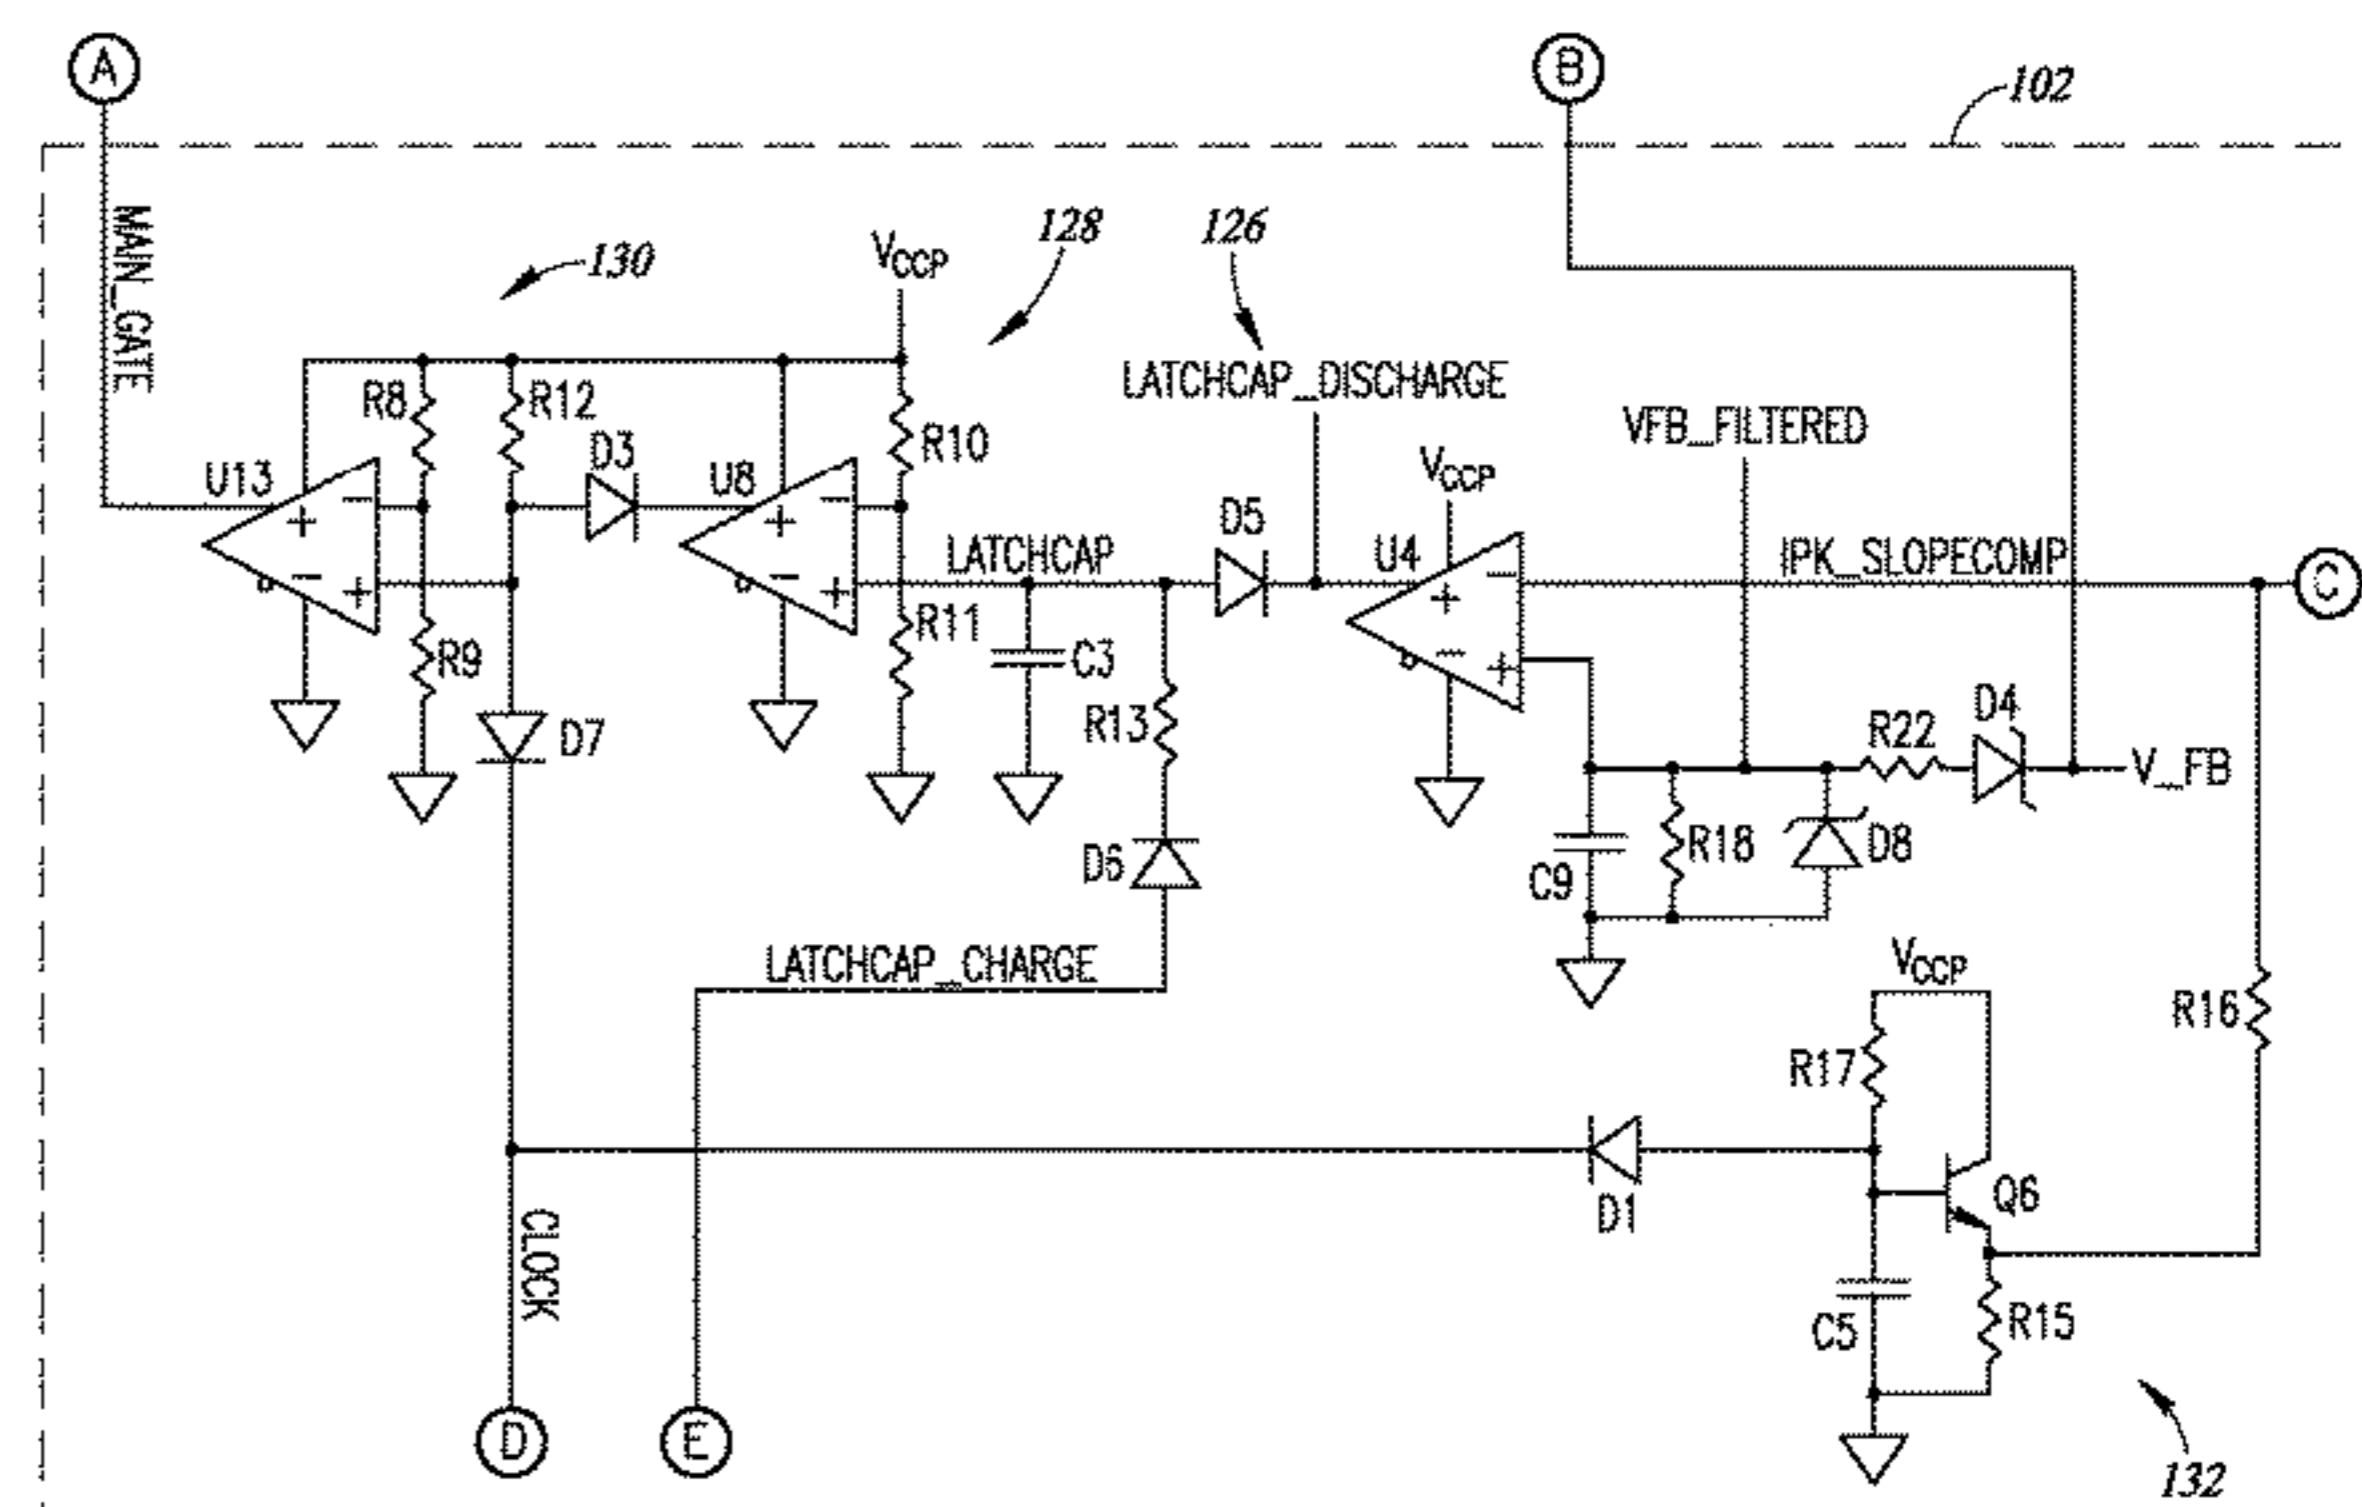 A
B
102
MAIN_GATE
130
VCCP
128
126
LATCHCAP_DISCHARGE
R8
R12
VFB_FILTERED
D3
R10
U13
U8
D5
VCCP
LATCHCAP
U4
IPK_SLOPECOMP
C
− + − +
− + − +
− + − +
R9
R11
C3
D7
R13
R22
D4
V_FB
D6
C9
R18
D8
LATCHCAP_CHARGE
VCCP
R16
R17
D1
Q6
CLOCK
C5
R15
D
E
132